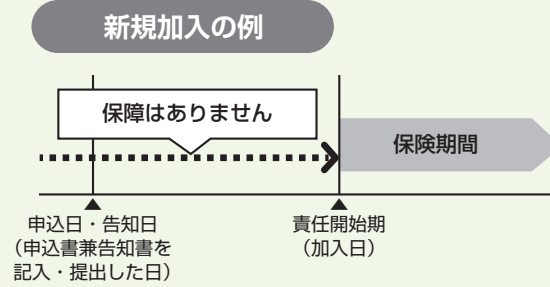 新規加入の例
保障はありません
保険期間
申込日・告知日
（申込書兼告知書を
記入・提出した日）
責任開始期
（加入日）